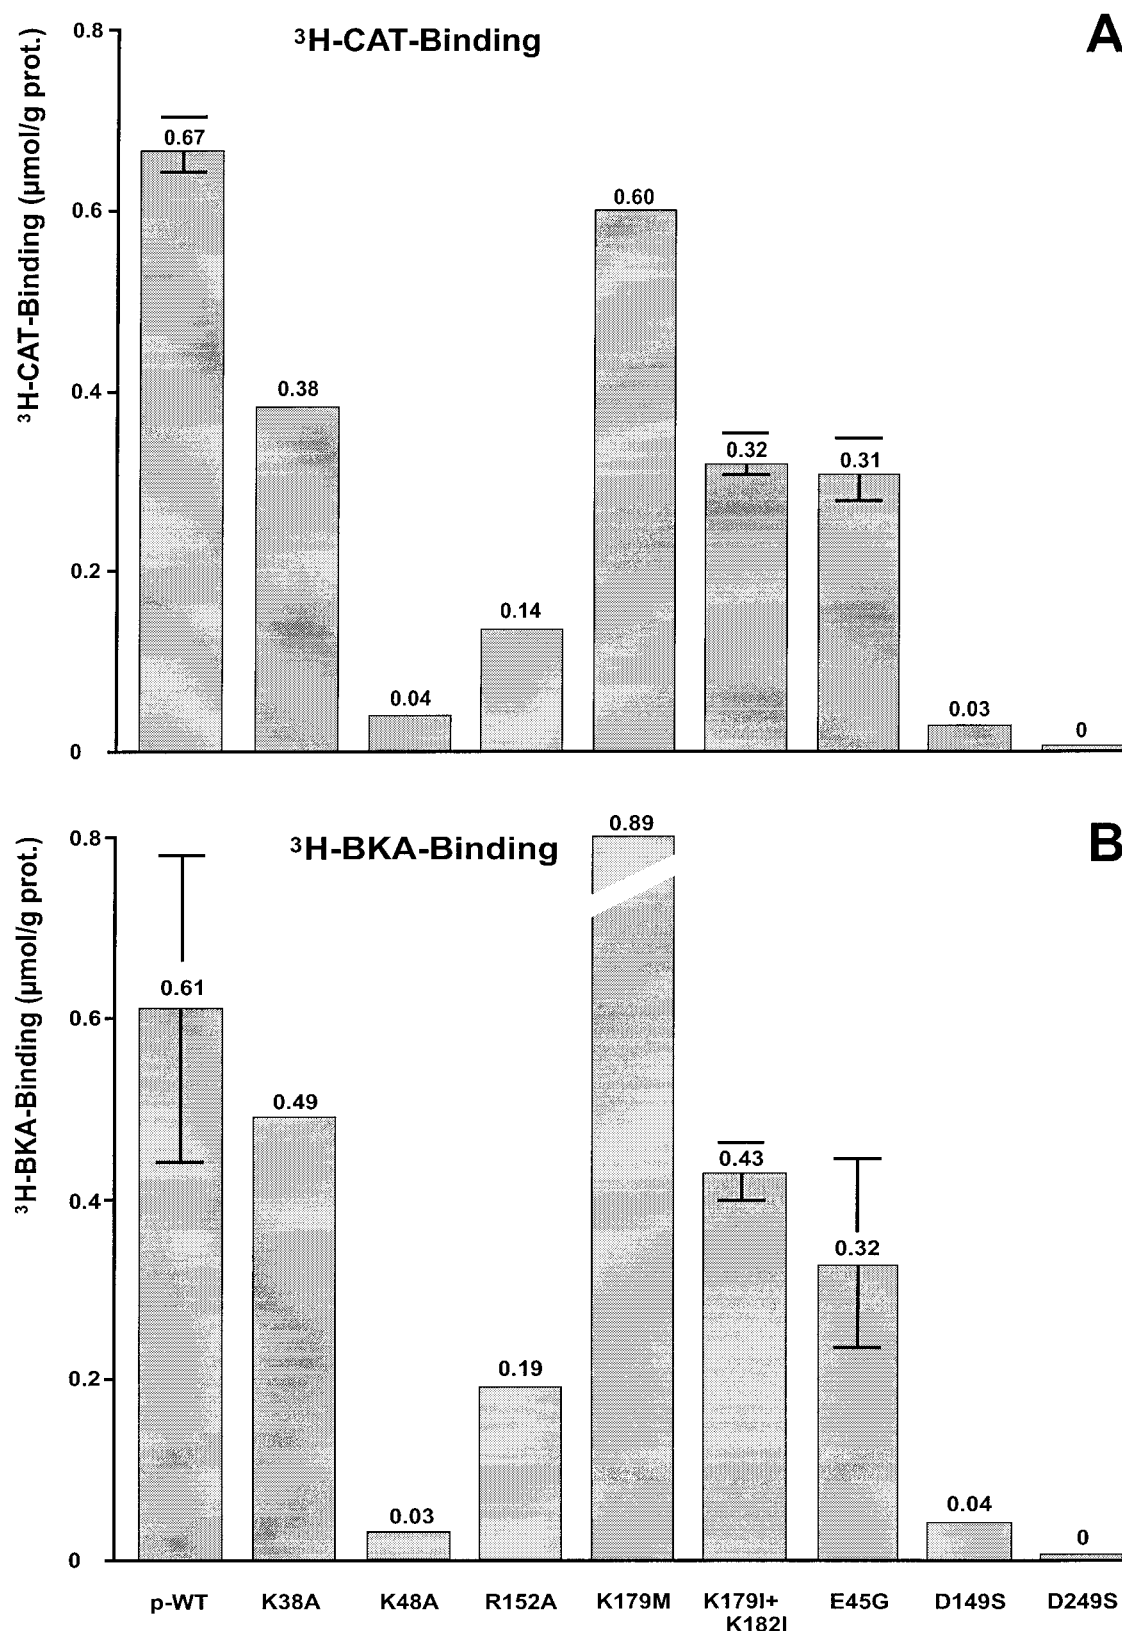 A
³H-CAT-Binding
³H-CAT-Binding (µmol/g prot.)
0.8
0.6
0.4
0.2
0
0.67
0.38
0.04
0.14
0.60
0.32
0.31
0.03
0
B
³H-BKA-Binding
³H-BKA-Binding (µmol/g prot.)
0.8
0.6
0.4
0.2
0
0.61
0.49
0.03
0.19
0.89
0.43
0.32
0.04
0
p-WT
K38A
K48A
R152A
K179M
K179I+
K182I
E45G
D149S
D249S